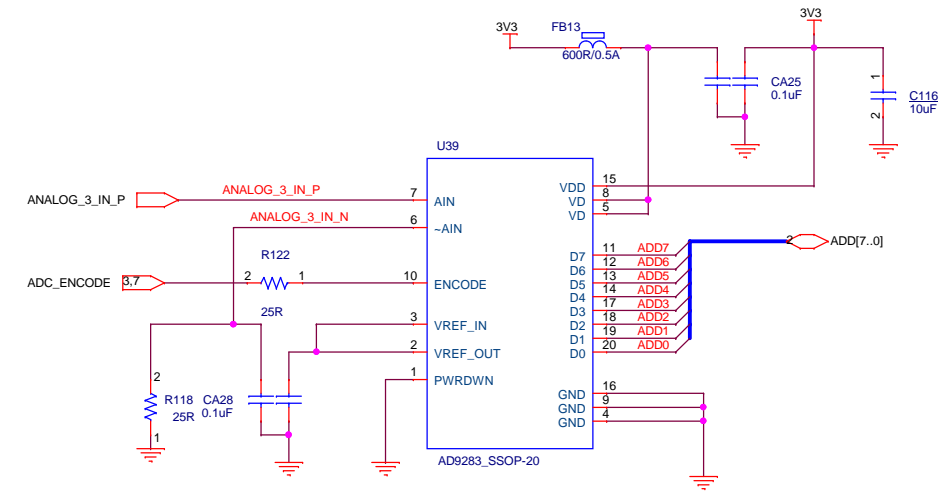 3V3
FB13
600R/0.5A
3V3
CA25
0.1uF
1
2
C116
10uF
U39
ANALOG_3_IN_P
ANALOG_3_IN_P
7
AIN
ANALOG_3_IN_N
6
~AIN
ADC_ENCODE
3,7
R122
2
1
25R
10
ENCODE
3
VREF_IN
2
VREF_OUT
1
PWRDWN
2
R118
25R
1
CA28
0.1uF
VDD
15
VD
8
VD
5
D7
11
ADD7
D6
12
ADD6
D5
13
ADD5
D4
14
ADD4
D3
17
ADD3
D2
18
ADD2
D1
19
ADD1
D0
20
ADD0
2
ADD[7..0]
GND
16
GND
9
GND
4
AD9283_SSOP-20